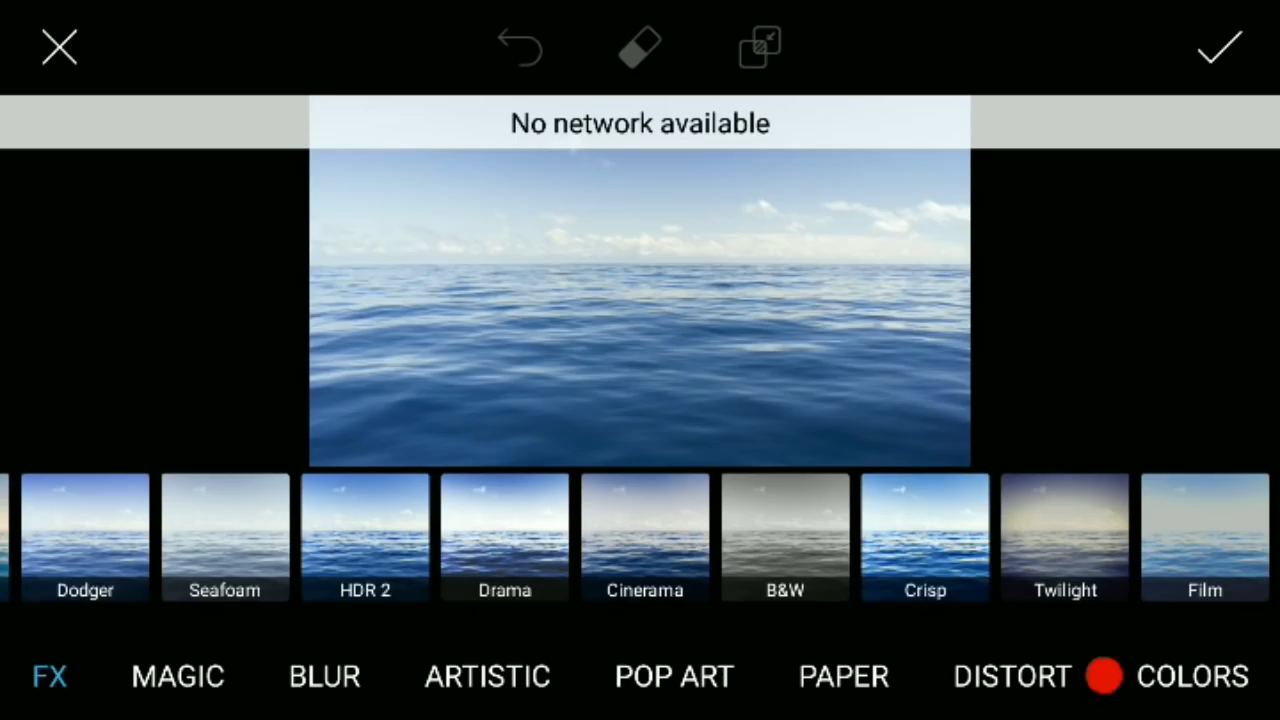 No network available
Dodger Seafoam HDR 2 Drama Cinerama B&W Crisp Twilight Film
FX MAGIC BLUR ARTISTIC POP ART PAPER DISTORT COLORS